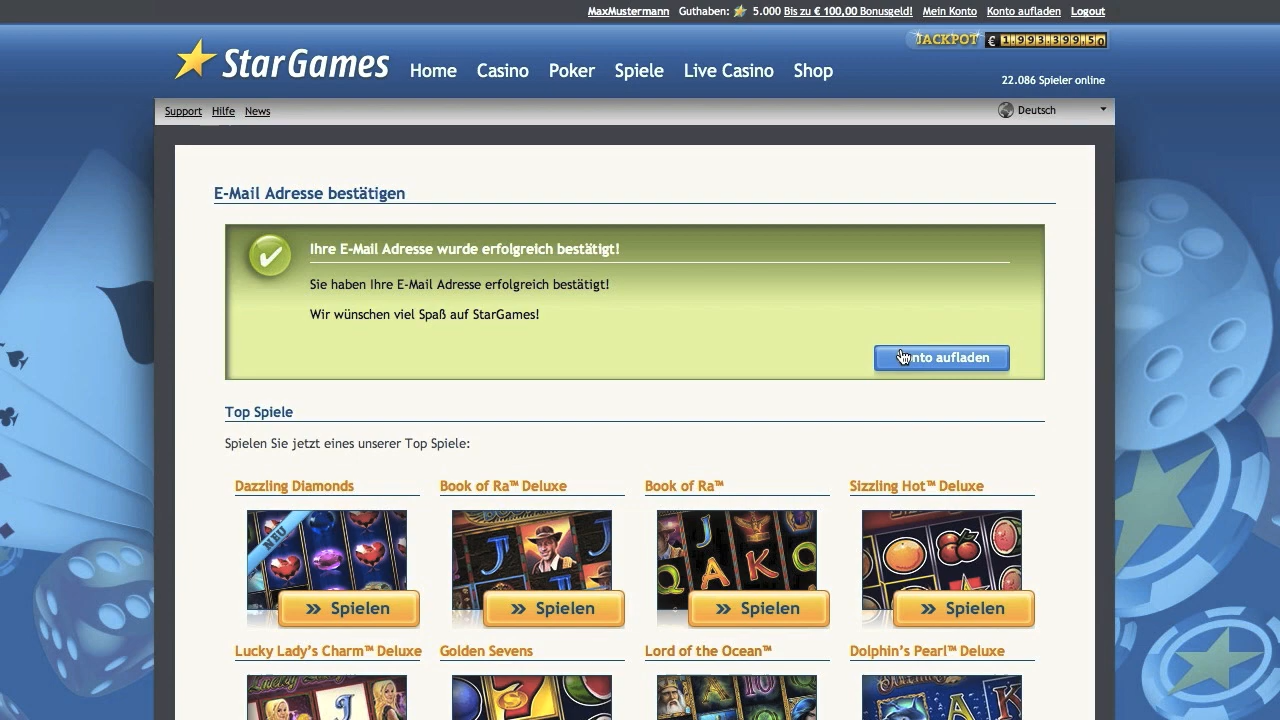 MaxMustermann Guthaben: 5.000 Bis zu € 100,00 Bonusgeld! Mein Konto Konto aufladen Logout
JACKPOT € 1.993.399,50
StarGames Home Casino Poker Spiele Live Casino Shop
22.086 Spieler online
Support Hilfe News Deutsch
E-Mail Adresse bestätigen
Ihre E-Mail Adresse wurde erfolgreich bestätigt!
Sie haben Ihre E-Mail Adresse erfolgreich bestätigt!
Wir wünschen viel Spaß auf StarGames!
Konto aufladen
Top Spiele
Spielen Sie jetzt eines unserer Top Spiele:
Dazzling Diamonds Book of Ra™ Deluxe Book of Ra™ Sizzling Hot™ Deluxe
NEU
J J J A K Q Q
Spielen Spielen Spielen Spielen
Lucky Lady's Charm™ Deluxe Golden Sevens Lord of the Ocean™ Dolphin's Pearl™ Deluxe